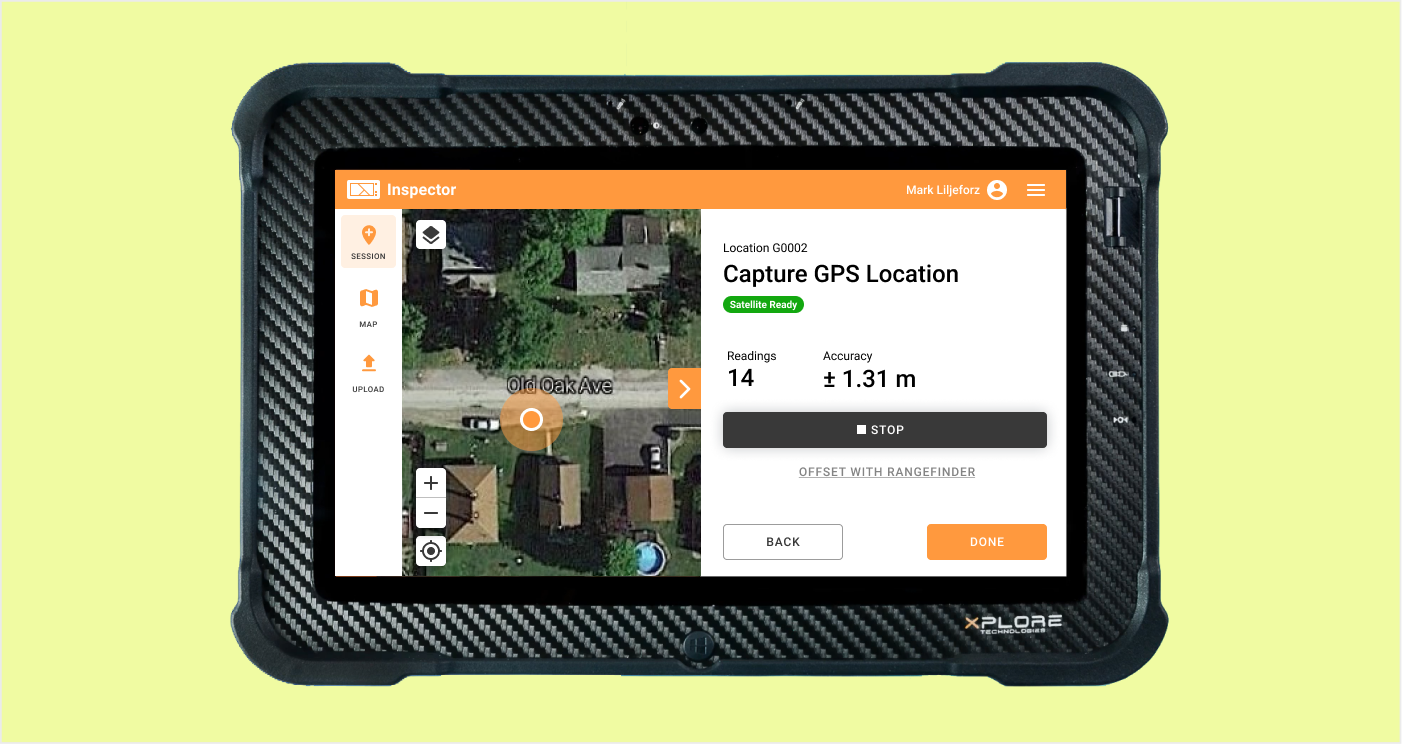 Inspector
Mark Liljeforz
SESSION
MAP
UPLOAD
Old Oak Ave
Location G0002
Capture GPS Location
Satellite Ready
Readings
14
Accuracy
± 1.31 m
STOP
OFFSET WITH RANGEFINDER
BACK
DONE
XPLORE
TECHNOLOGIES